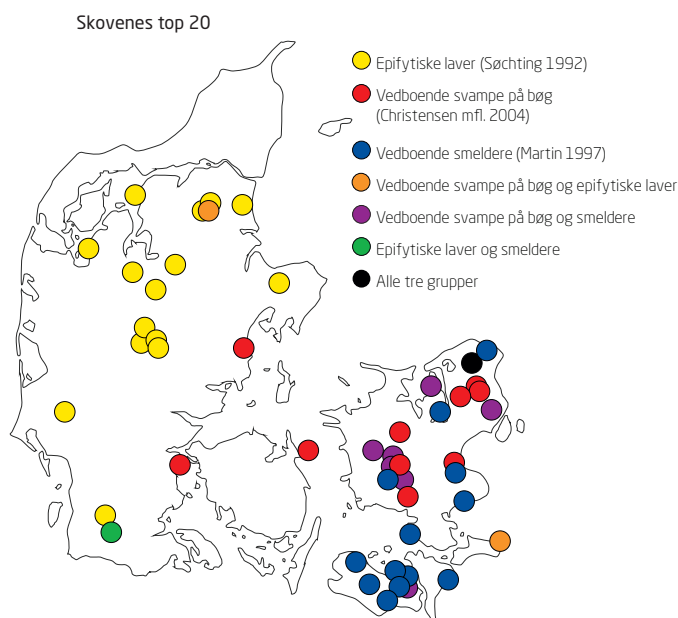 Skovenes top 20
Epifytiske laver (Søchting 1992)
Vedboende svampe på bøg
(Christensen mfl. 2004)
Vedboende smeldere (Martin 1997)
Vedboende svampe på bøg og epifytiske laver
Vedboende svampe på bøg og smeldere
Epifytiske laver og smeldere
Alle tre grupper